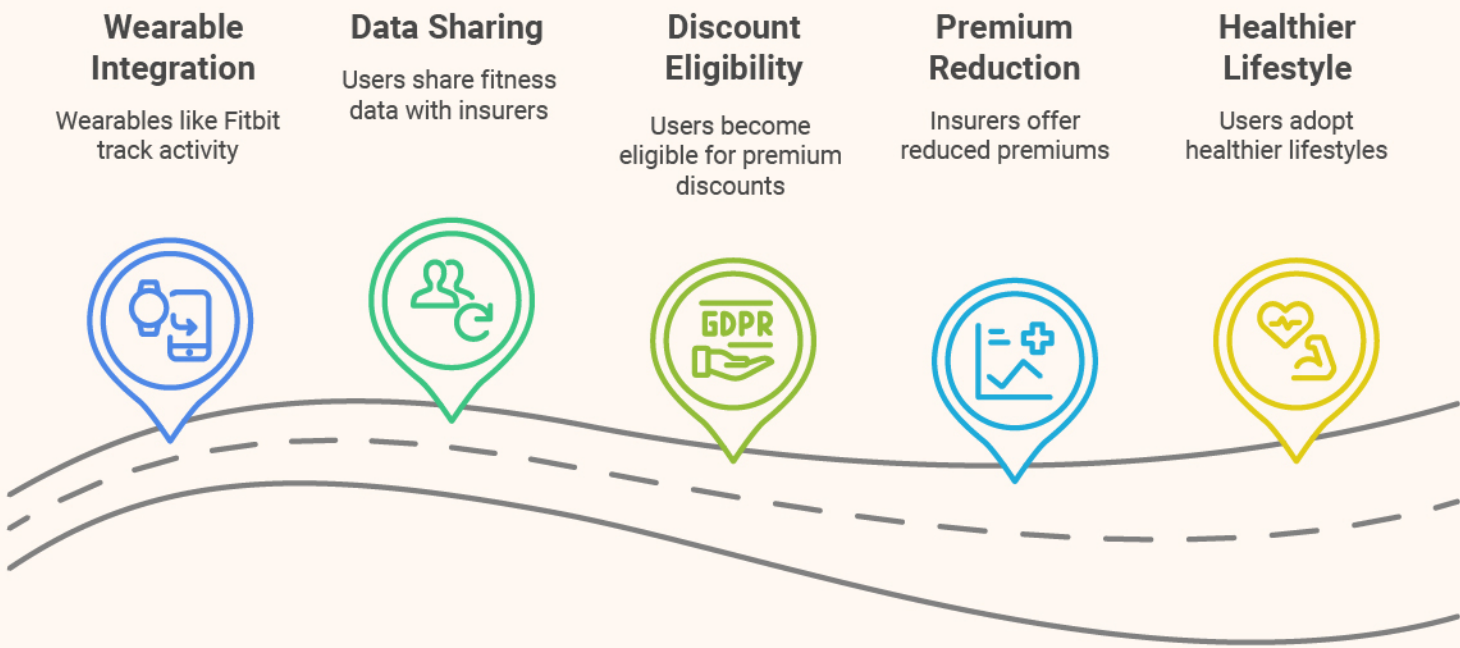 Wearable
Integration
Wearables like Fitbit
track activity
Data Sharing
Users share fitness
data with insurers
Discount
Eligibility
Users become
eligible for premium
discounts
GDPR
Premium
Reduction
Insurers offer
reduced premiums
Healthier
Lifestyle
Users adopt
healthier lifestyles